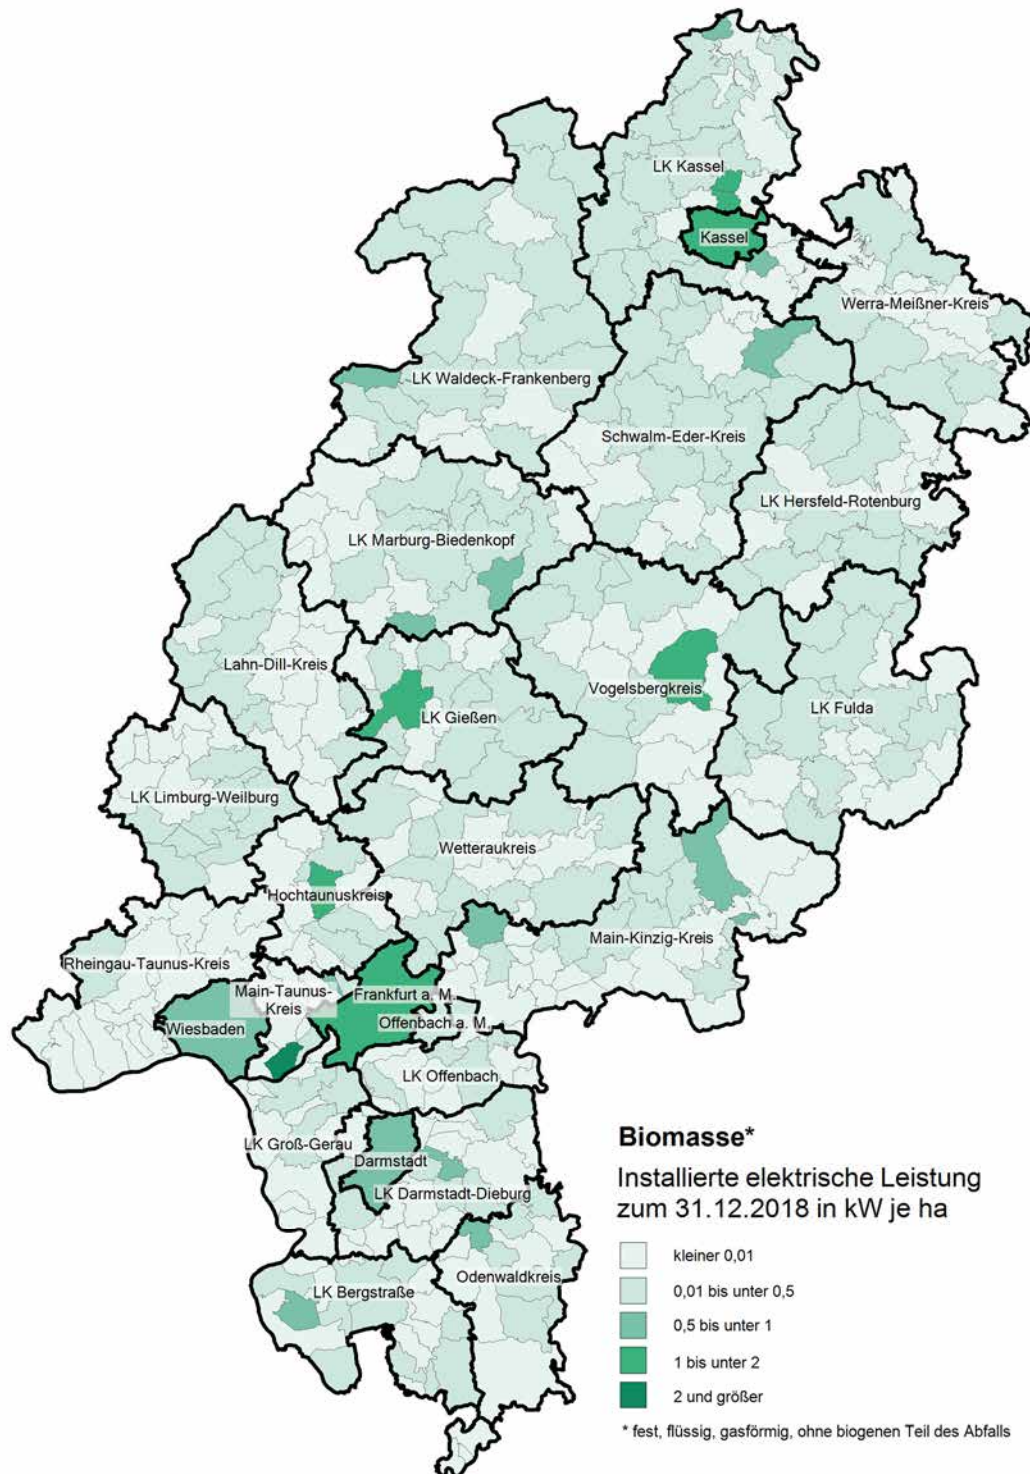 LK Kassel
Kassel
Werra-Meißner-Kreis
LK Waldeck-Frankenberg
Schwalm-Eder-Kreis
LK Hersfeld-Rotenburg
LK Marburg-Biedenkopf
Lahn-Dill-Kreis
Vogelsbergkreis
LK Gießen
LK Fulda
LK Limburg-Weilburg
Wetteraukreis
Hochtaunuskreis
Main-Kinzig-Kreis
Rheingau-Taunus-Kreis
Main-Taunus-
Kreis
Frankfurt a. M.
Wiesbaden
Offenbach a. M.
LK Offenbach
LK Groß-Gerau
Darmstadt
LK Darmstadt-Dieburg
Odenwaldkreis
LK Bergstraße
Biomasse*
Installierte elektrische Leistung
zum 31.12.2018 in kW je ha
kleiner 0,01
0,01 bis unter 0,5
0,5 bis unter 1
1 bis unter 2
2 und größer
* fest, flüssig, gasförmig, ohne biogenen Teil des Abfalls